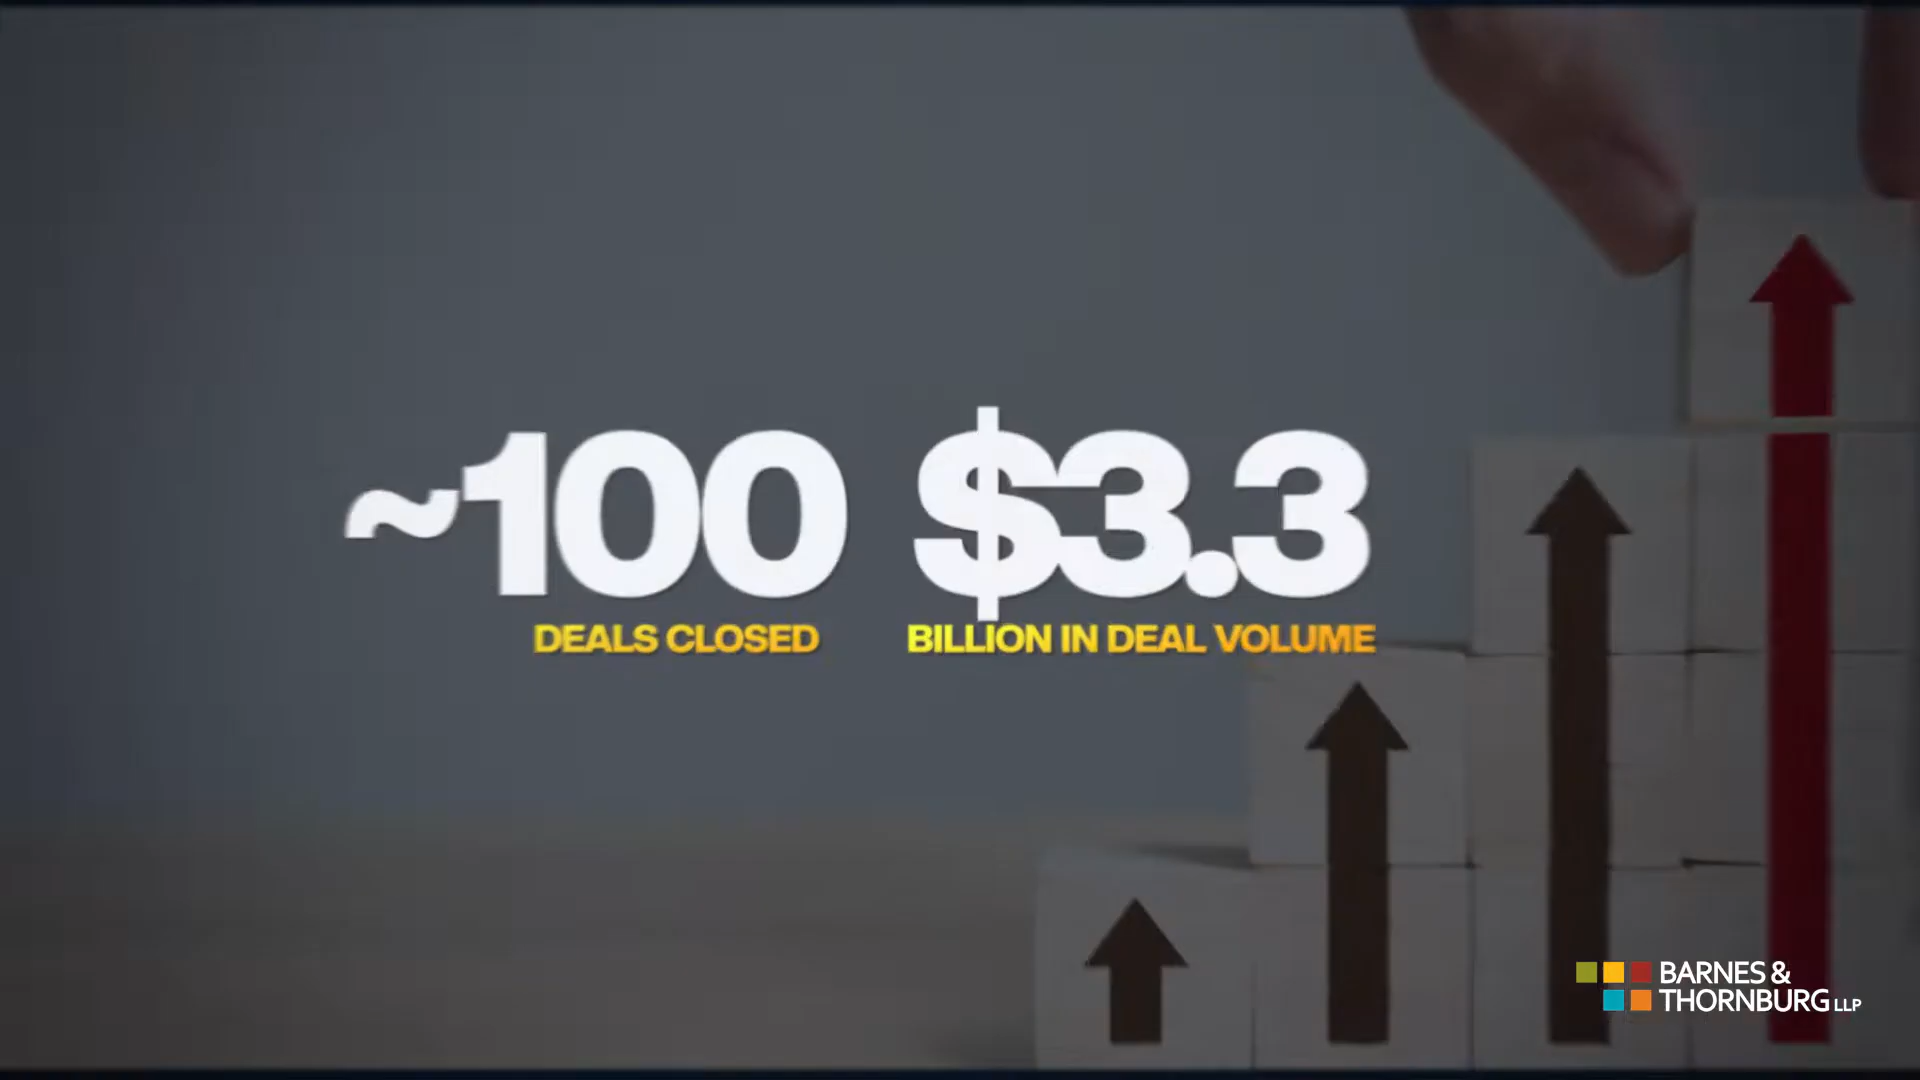 ~100 $3.3
DEALS CLOSED BILLION IN DEAL VOLUME
BARNES &
THORNBURG LLP